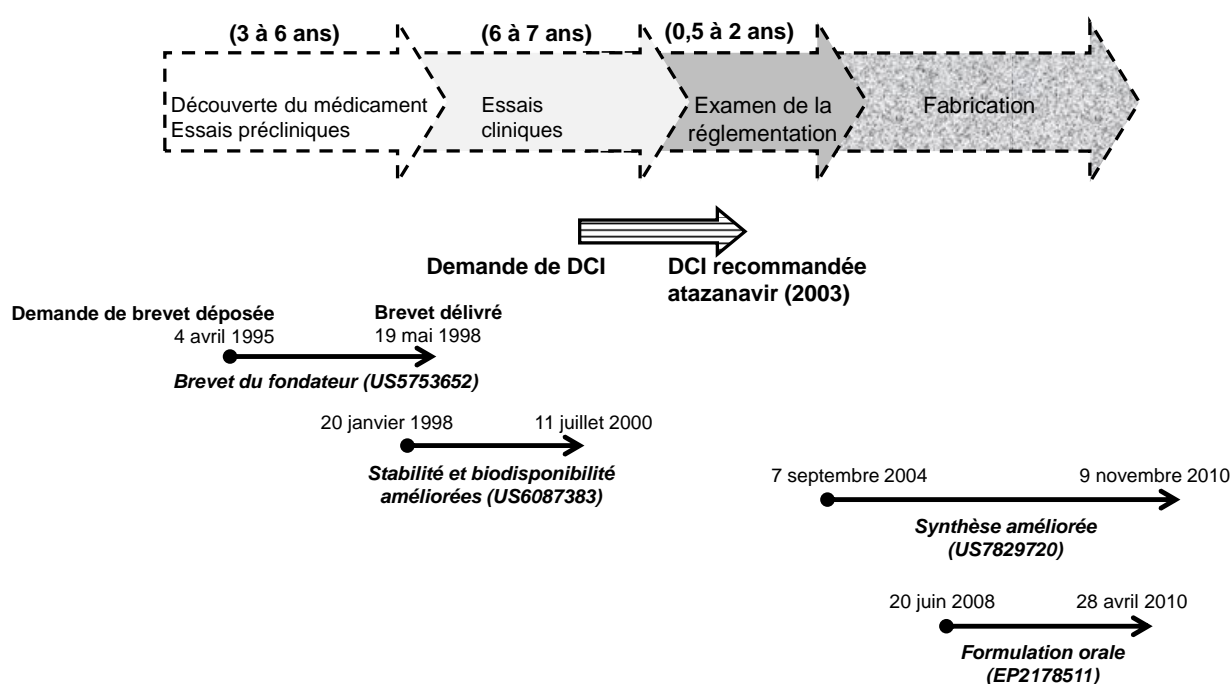 (3 à 6 ans)
(6 à 7 ans)
(0,5 à 2 ans)
Découverte du médicament
Essais précliniques
Essais
cliniques
Examen de la
réglementation
Fabrication
Demande de DCI
DCI recommandée
atazanavir (2003)
Demande de brevet déposée
4 avril 1995
Brevet délivré
19 mai 1998
Brevet du fondateur (US5753652)
20 janvier 1998
11 juillet 2000
Stabilité et biodisponibilité
améliorées (US6087383)
7 septembre 2004
9 novembre 2010
Synthèse améliorée
(US7829720)
20 juin 2008
28 avril 2010
Formulation orale
(EP2178511)